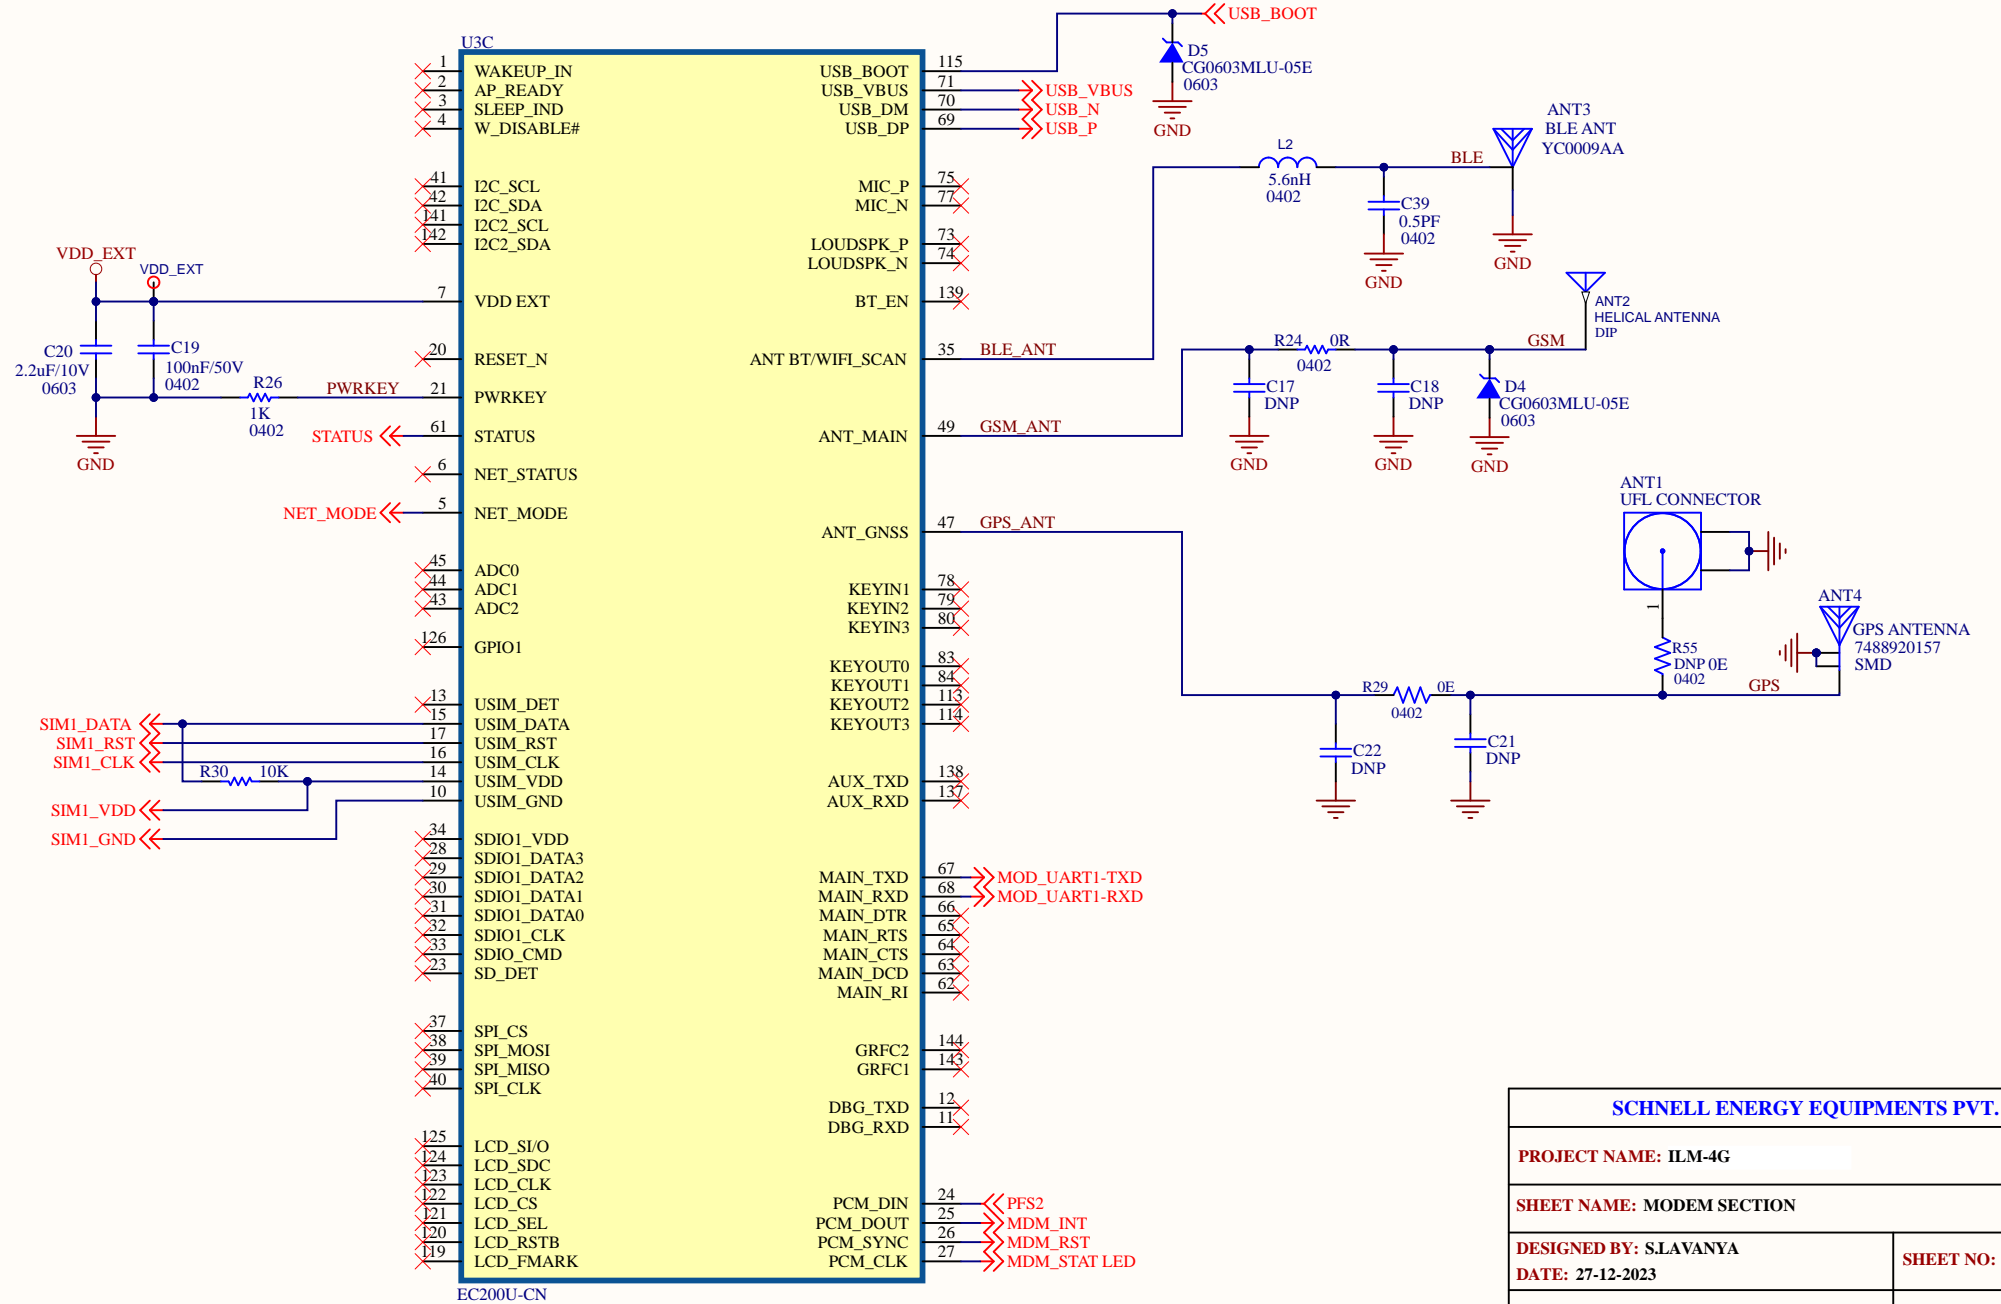 U3C
1 WAKEUP_IN
2 AP_READY
3 SLEEP_IND
4 W_DISABLE#
41 I2C_SCL
42 I2C_SDA
141 I2C2_SCL
142 I2C2_SDA
VDD_EXT
VDD_EXT
7 VDD EXT
C20
2.2uF/10V
0603
C19
100nF/50V
0402
GND
20 RESET_N
R26
1K
0402
PWRKEY 21 PWRKEY
STATUS 61 STATUS
6 NET_STATUS
NET_MODE 5 NET_MODE
45 ADC0
44 ADC1
43 ADC2
126 GPIO1
13 USIM_DET
SIM1_DATA 15 USIM_DATA
SIM1_RST 17 USIM_RST
SIM1_CLK 16 USIM_CLK
R30 10K 14 USIM_VDD
10 USIM_GND
SIM1_VDD
SIM1_GND
34 SDIO1_VDD
28 SDIO1_DATA3
29 SDIO1_DATA2
30 SDIO1_DATA1
31 SDIO1_DATA0
32 SDIO1_CLK
33 SDIO_CMD
23 SD_DET
37 SPI_CS
38 SPI_MOSI
39 SPI_MISO
40 SPI_CLK
125 LCD_SI/O
124 LCD_SDC
123 LCD_CLK
122 LCD_CS
121 LCD_SEL
120 LCD_RSTB
119 LCD_FMARK
EC200U-CN
USB_BOOT 115
USB_VBUS 71 USB_VBUS
USB_DM 70 USB_N
USB_DP 69 USB_P
USB_BOOT
D5
CG0603MLU-05E
0603
GND
MIC_P 75
MIC_N 77
LOUDSPK_P 73
LOUDSPK_N 74
BT_EN 139
ANT BT/WIFI_SCAN 35 BLE_ANT
L2
5.6nH
0402
BLE
C39
0.5PF
0402
GND
ANT3
BLE ANT
YC0009AA
GND
ANT_MAIN 49 GSM_ANT
C17
DNP
GND
R24 0R
0402
C18
DNP
GND
GSM
D4
CG0603MLU-05E
0603
GND
ANT2
HELICAL ANTENNA
DIP
ANT_GNSS 47 GPS_ANT
C22
DNP
R29 0E
0402
C21
DNP
ANT1
UFL CONNECTOR
1
R55
DNP 0E
0402
GPS
ANT4
GPS ANTENNA
7488920157
SMD
KEYIN1 78
KEYIN2 79
KEYIN3 80
KEYOUT0 83
KEYOUT1 84
KEYOUT2 113
KEYOUT3 114
AUX_TXD 138
AUX_RXD 137
MAIN_TXD 67 MOD_UART1-TXD
MAIN_RXD 68 MOD_UART1-RXD
MAIN_DTR 66
MAIN_RTS 65
MAIN_CTS 64
MAIN_DCD 63
MAIN_RI 62
GRFC2 144
GRFC1 143
DBG_TXD 12
DBG_RXD 11
PCM_DIN 24 PFS2
PCM_DOUT 25 MDM_INT
PCM_SYNC 26 MDM_RST
PCM_CLK 27 MDM_STAT LED
SCHNELL ENERGY EQUIPMENTS PVT.
PROJECT NAME: ILM-4G
SHEET NAME: MODEM SECTION
DESIGNED BY: S.LAVANYA
DATE: 27-12-2023
SHEET NO: